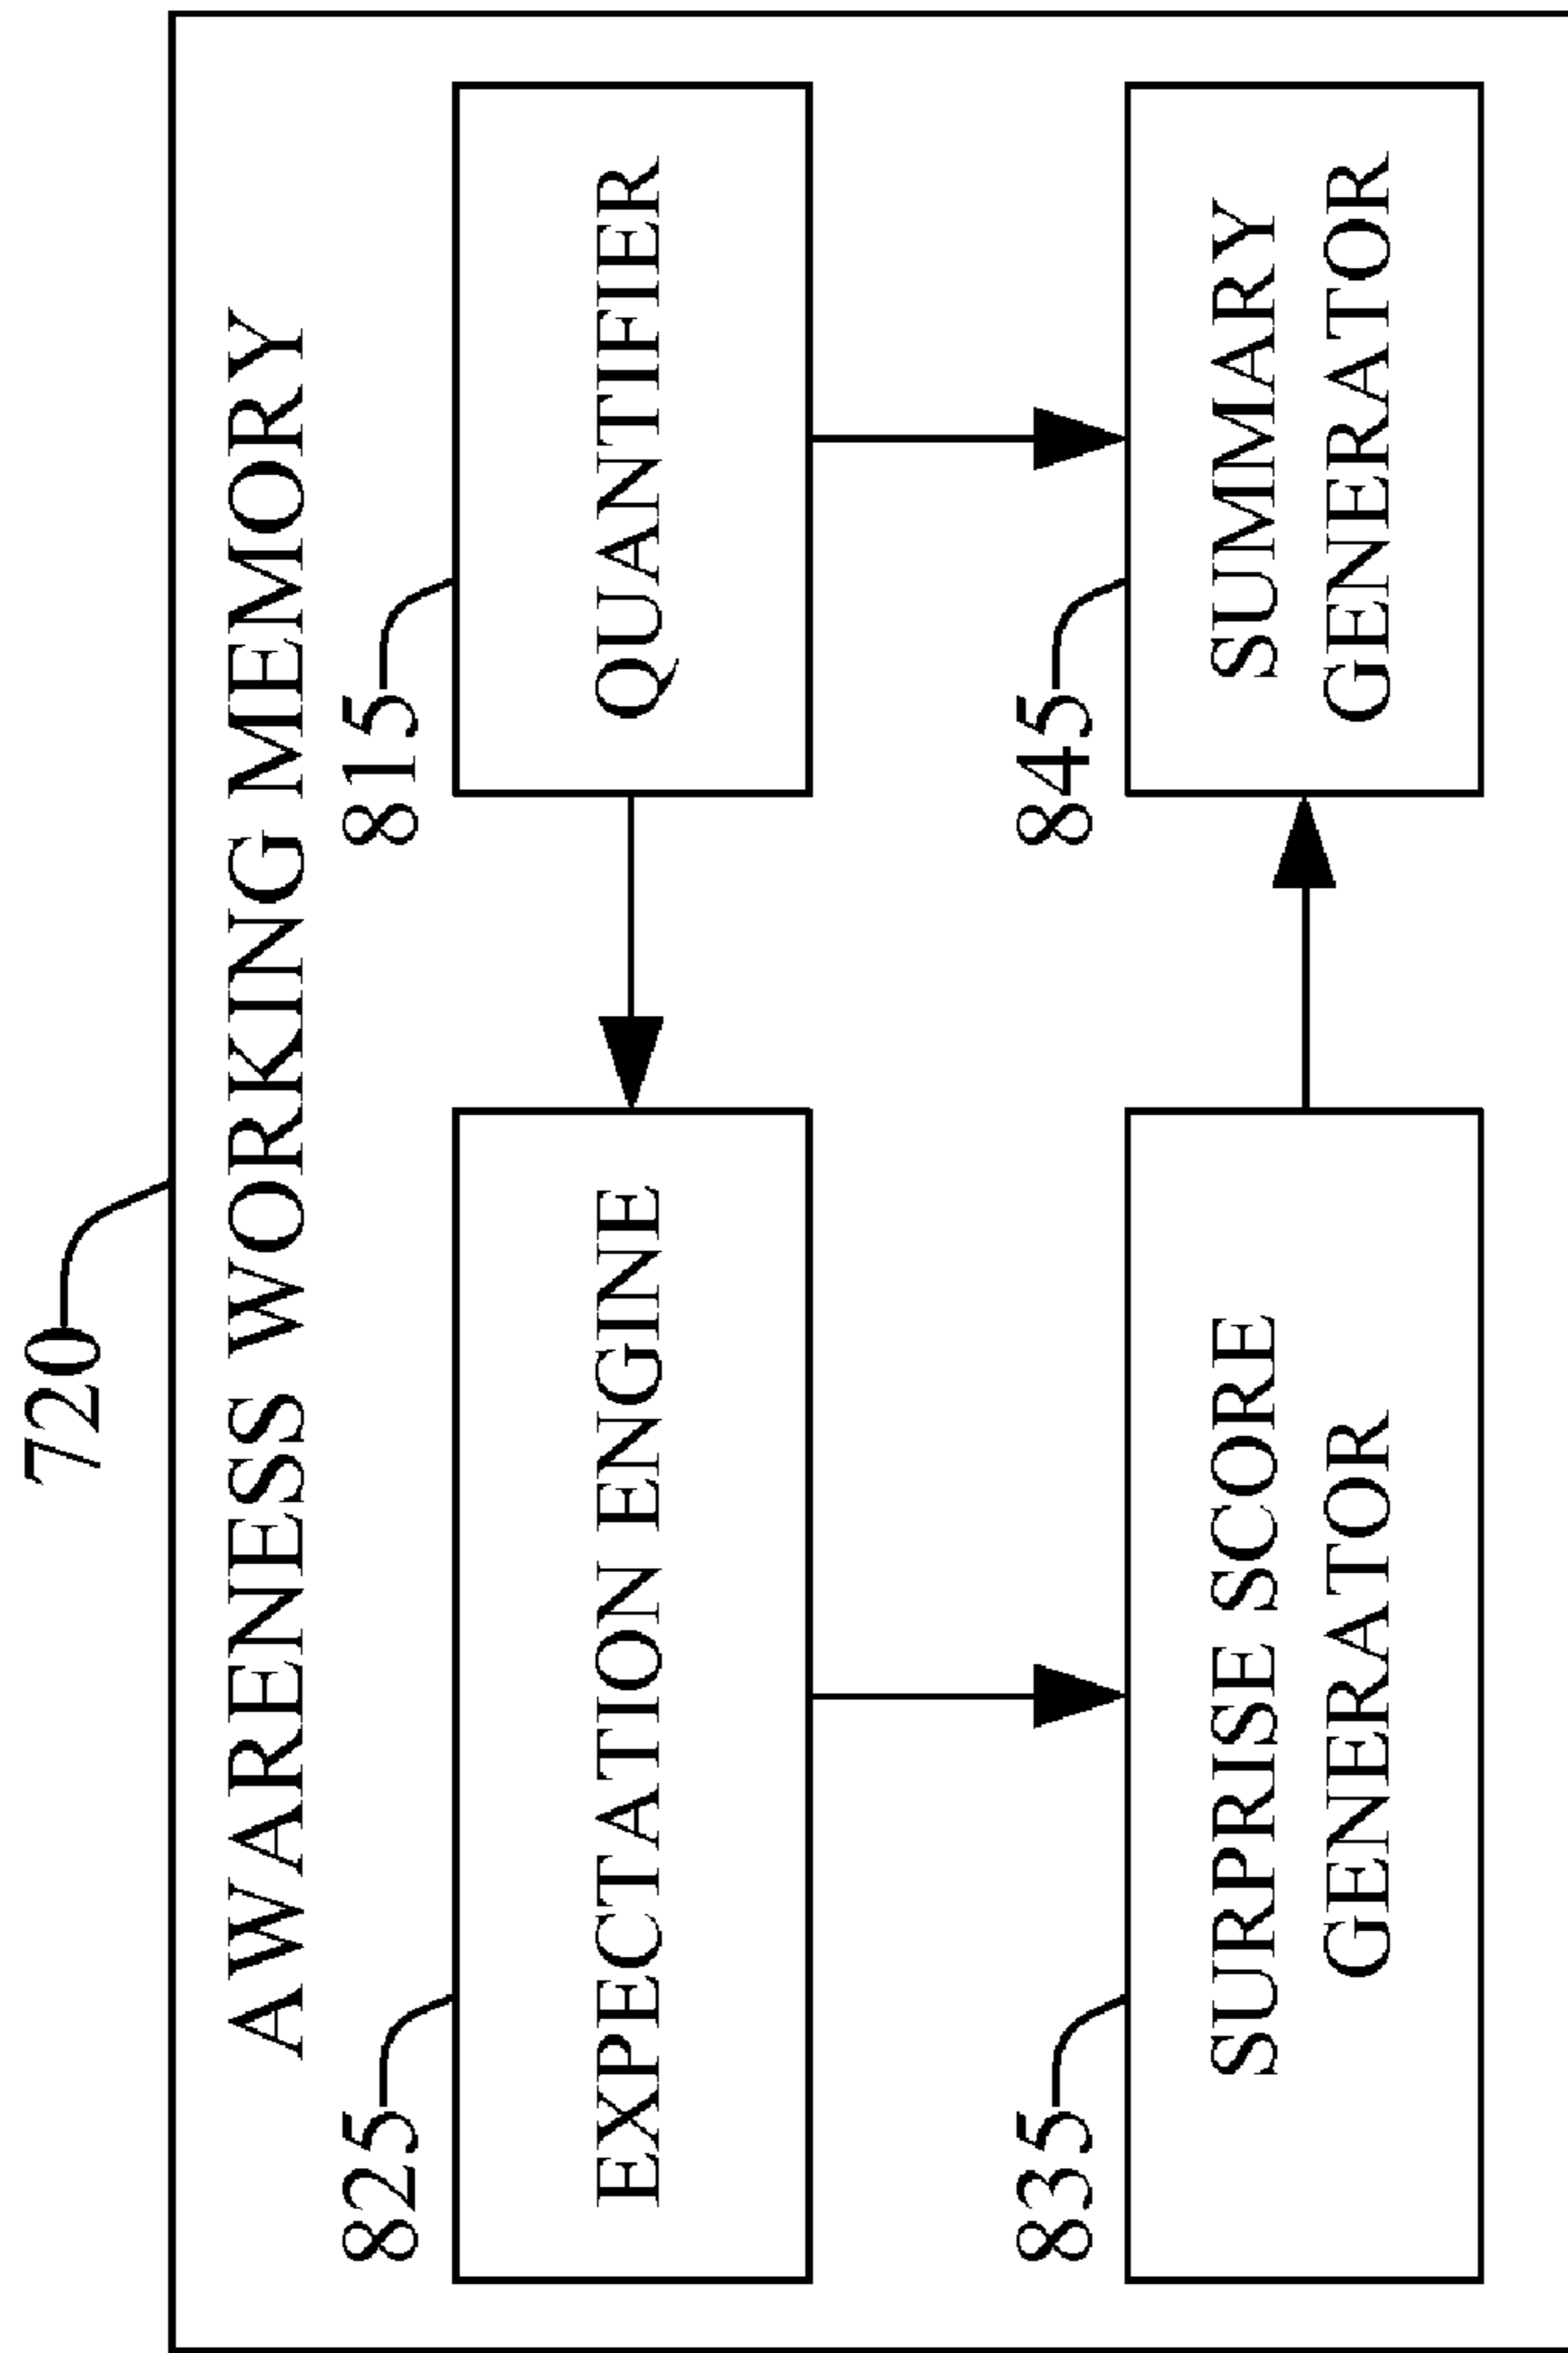 720
AWARENESS WORKING MEMORY
825
EXPECTATION ENGINE
815
QUANTIFIER
835
SURPRISE SCORE
GENERATOR
845
SUMMARY
GENERATOR